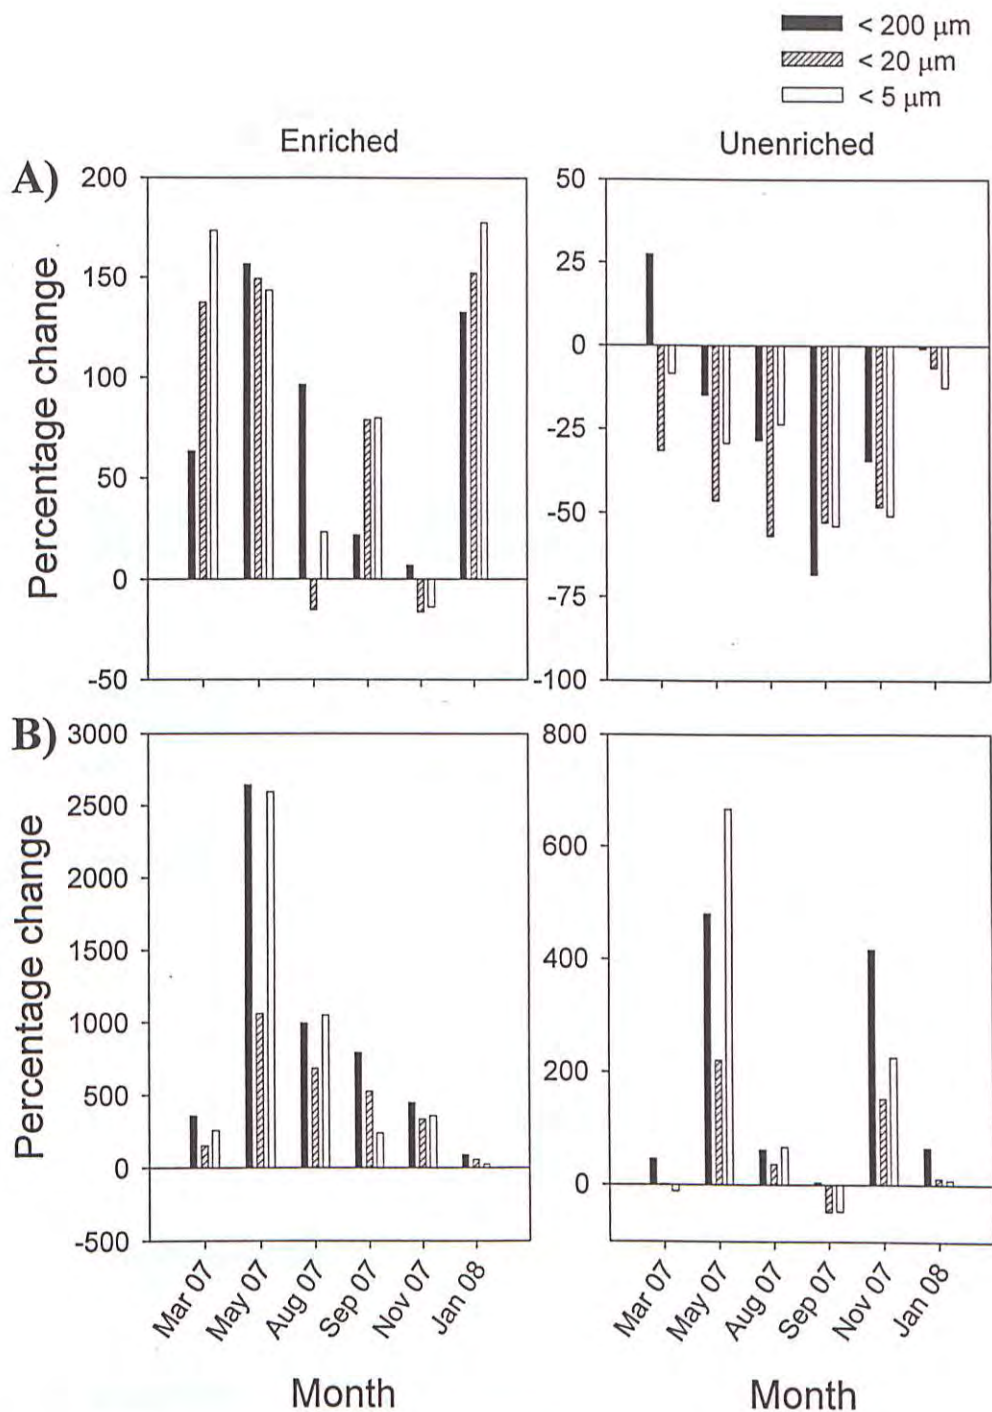 < 200 μm
< 20 μm
< 5 μm
Enriched
Unenriched
A)
Percentage change
200
150
100
50
0
-50
50
25
0
-25
-50
-75
-100
B)
Percentage change
3000
2500
2000
1500
1000
500
0
-500
800
600
400
200
0
Mar 07
May 07
Aug 07
Sep 07
Nov 07
Jan 08
Mar 07
May 07
Aug 07
Sep 07
Nov 07
Jan 08
Month
Month